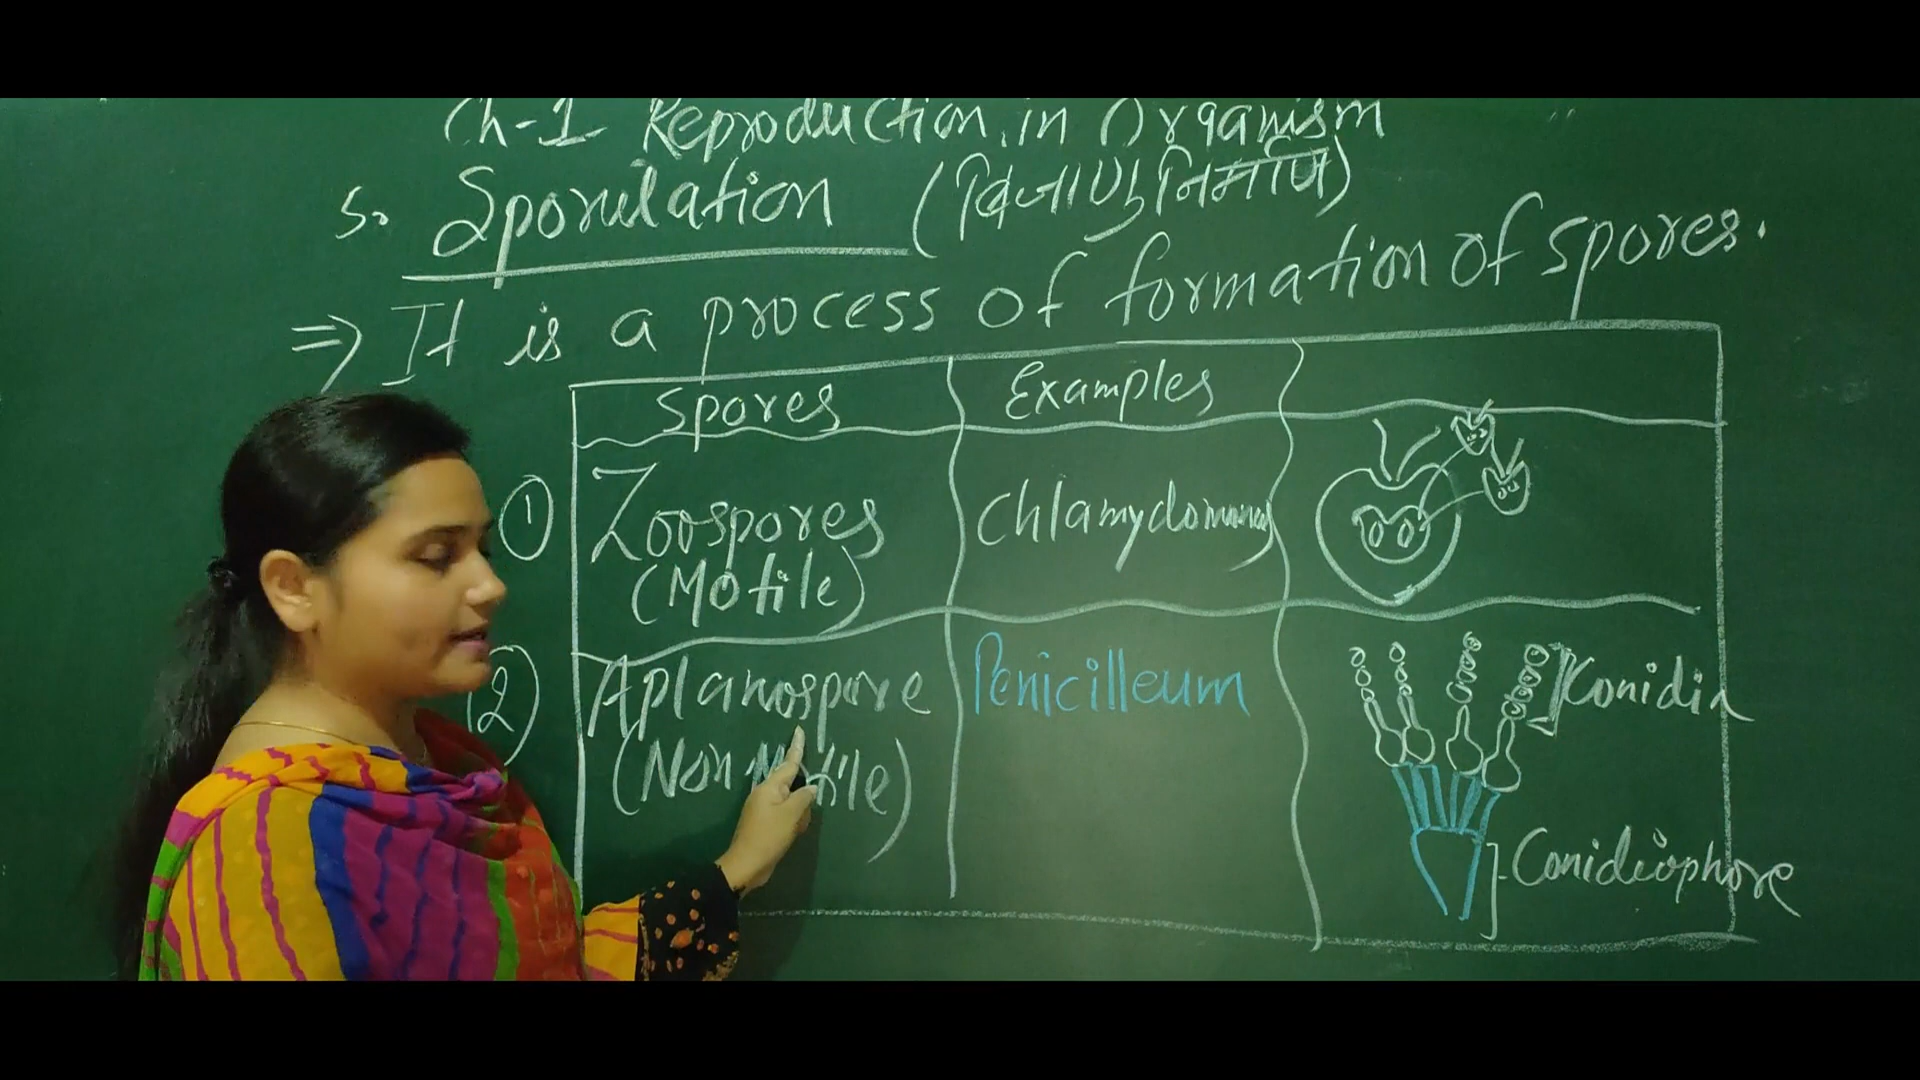 Ch-1 Reproduction in Organism
5. Sporulation (बिजाणु निर्माण)
⇒ It is a process of formation of spores.
Spores Examples
① Zoospores Chlamydomonas
(Motile)
② Aplanospore Penicilleum Konidia
(Non Motile)
Conidiophore